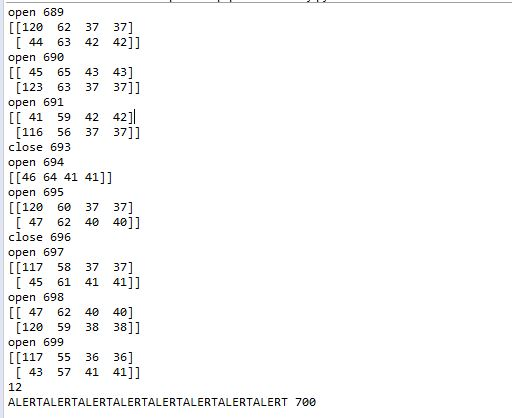 open 689
[[120  62  37  37]
 [ 44  63  42  42]]
open 690
[[ 45  65  43  43]
 [123  63  37  37]]
open 691
[[ 41  59  42  42]
 [116  56  37  37]]
close 693
open 694
[[46 64 41 41]]
open 695
[[120  60  37  37]
 [ 47  62  40  40]]
close 696
open 697
[[117  58  37  37]
 [ 45  61  41  41]]
open 698
[[ 47  62  40  40]
 [120  59  38  38]]
open 699
[[117  55  36  36]
 [ 43  57  41  41]]
12
ALERTALERTALERTALERTALERTALERTALERTALERT 700